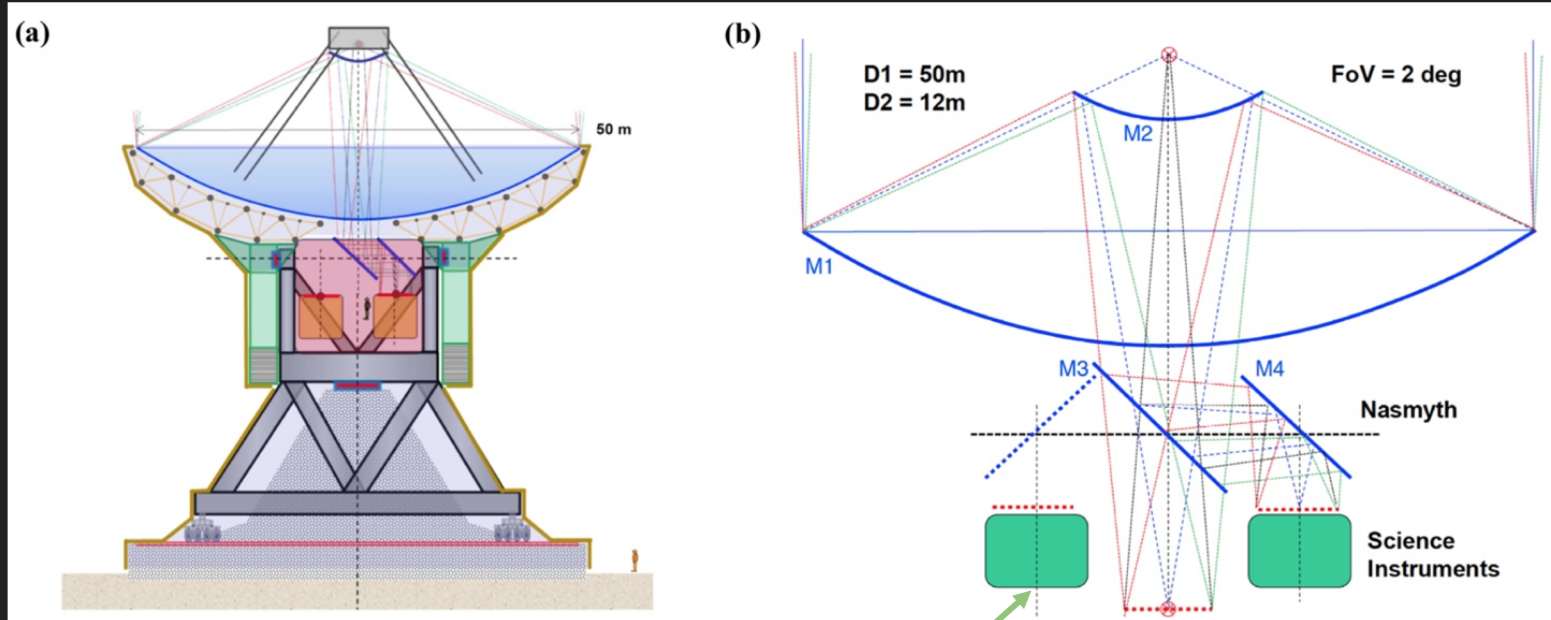 (a)
50 m
(b)
D1 = 50m
D2 = 12m
FoV = 2 deg
M2
M1
M3
M4
Nasmyth
Science
Instruments